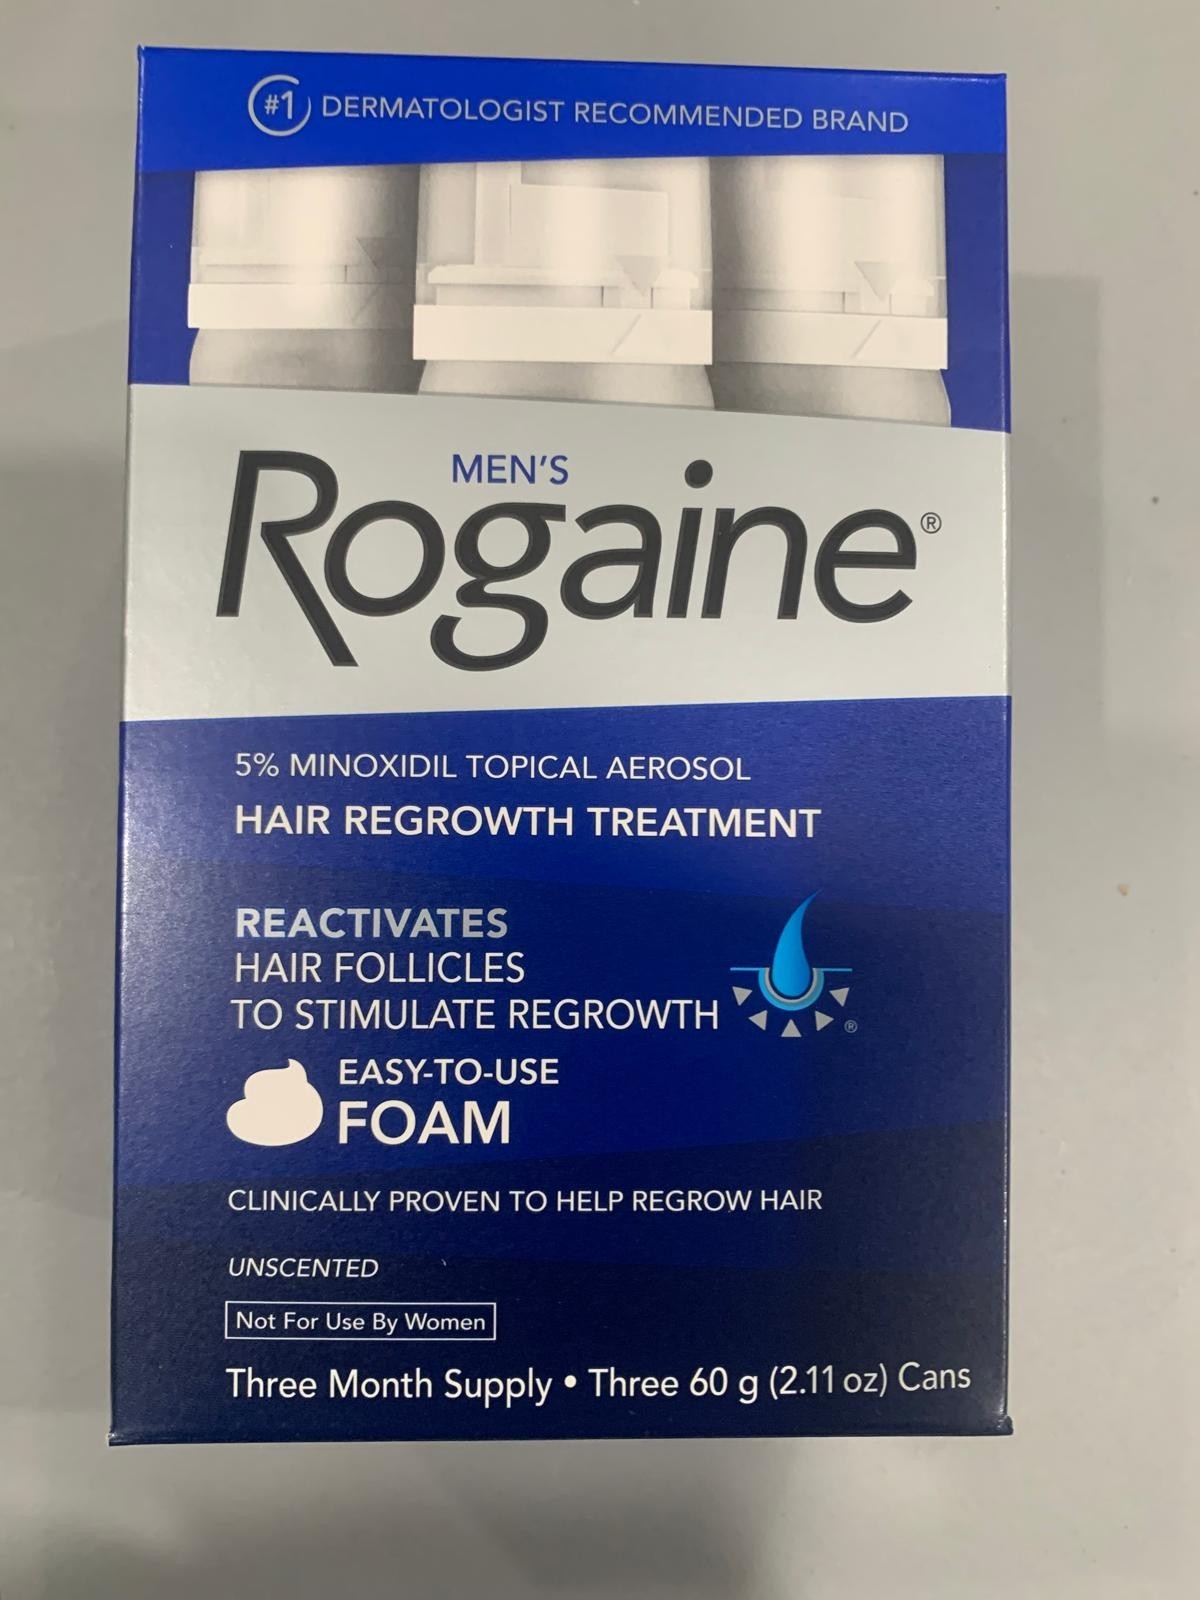 #1 DERMATOLOGIST RECOMMENDED BRAND
MEN'S
Rogaine®
5% MINOXIDIL TOPICAL AEROSOL
HAIR REGROWTH TREATMENT
REACTIVATES
HAIR FOLLICLES
TO STIMULATE REGROWTH
®
EASY-TO-USE
FOAM
CLINICALLY PROVEN TO HELP REGROW HAIR
UNSCENTED
Not For Use By Women
Three Month Supply • Three 60 g (2.11 oz) Cans